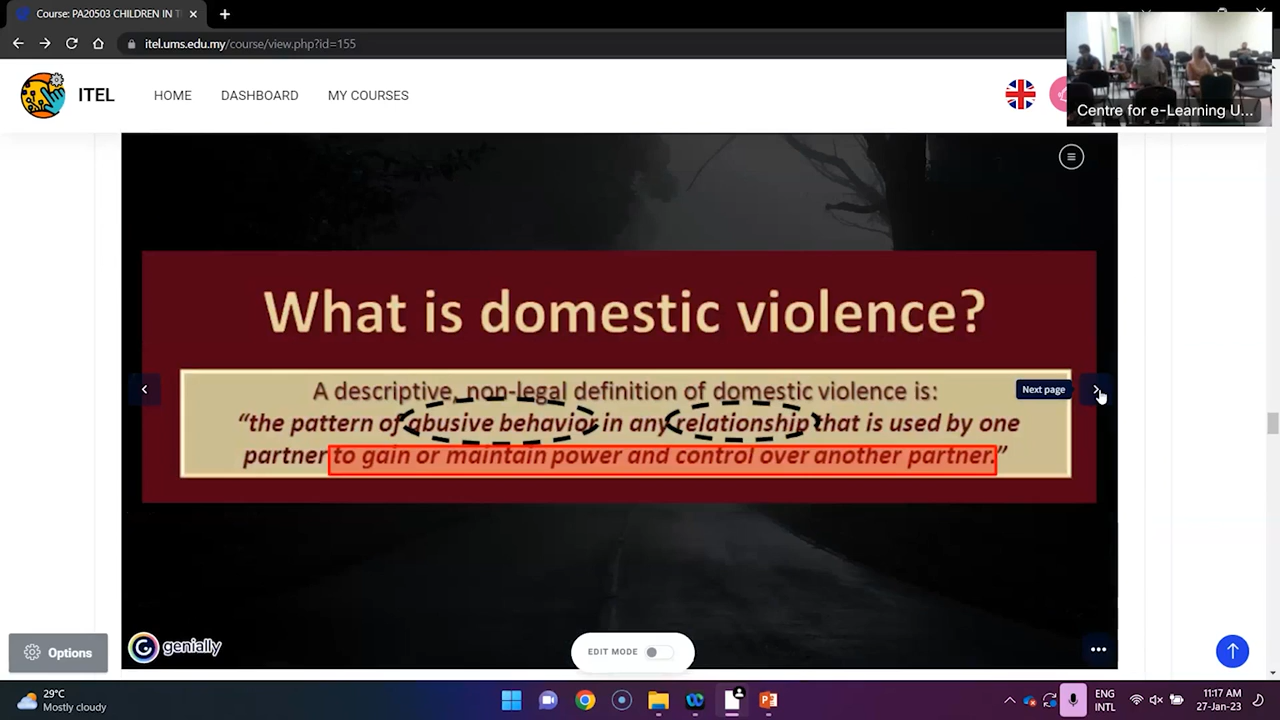 Course: PA20503 CHILDREN IN T
itel.ums.edu.my/course/view.php?id=155
ITEL
HOME
DASHBOARD
MY COURSES
Centre for e-Learning U...
What is domestic violence?
A descriptive, non-legal definition of domestic violence is:
“the pattern of abusive behavior in any relationship that is used by one
partner to gain or maintain power and control over another partner.”
Next page
Options
genially
EDIT MODE
29°C
Mostly cloudy
ENG
INTL
11:17 AM
27-Jan-23